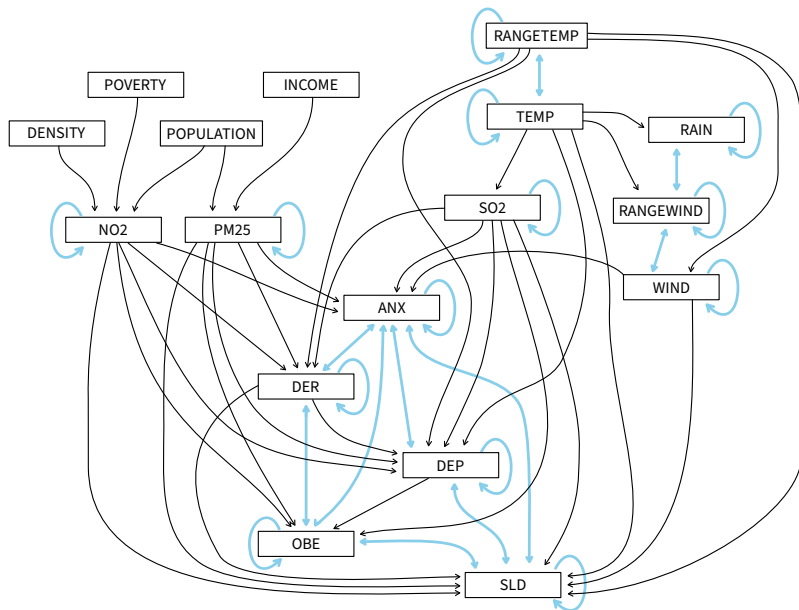 RANGETEMP
POVERTY
INCOME
TEMP
DENSITY
POPULATION
RAIN
SO2
RANGEWIND
NO2
PM25
WIND
ANX
DER
DEP
OBE
SLD